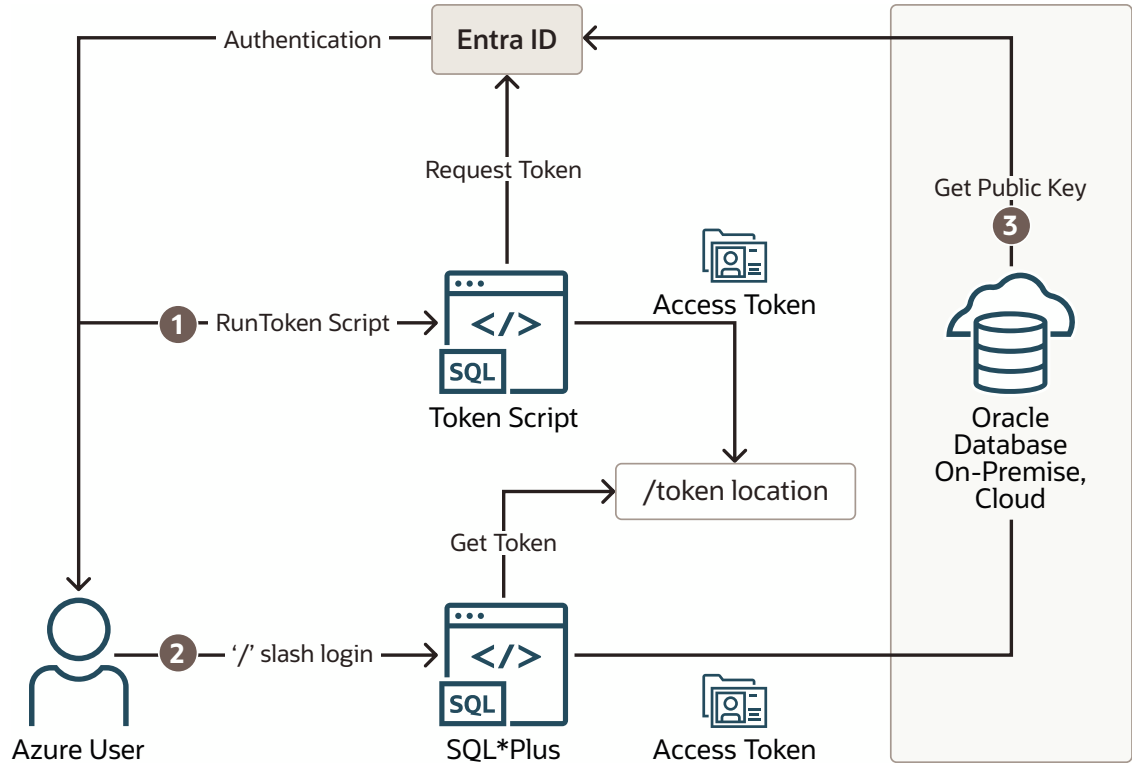 Authentication
Entra ID
Request Token
Get Public Key
3
Access Token
1
RunToken Script
</>
SQL
Token Script
Oracle
Database
On-Premise,
Cloud
/token location
Get Token
2
‘/’ slash login
</>
SQL
Azure User
SQL*Plus
Access Token